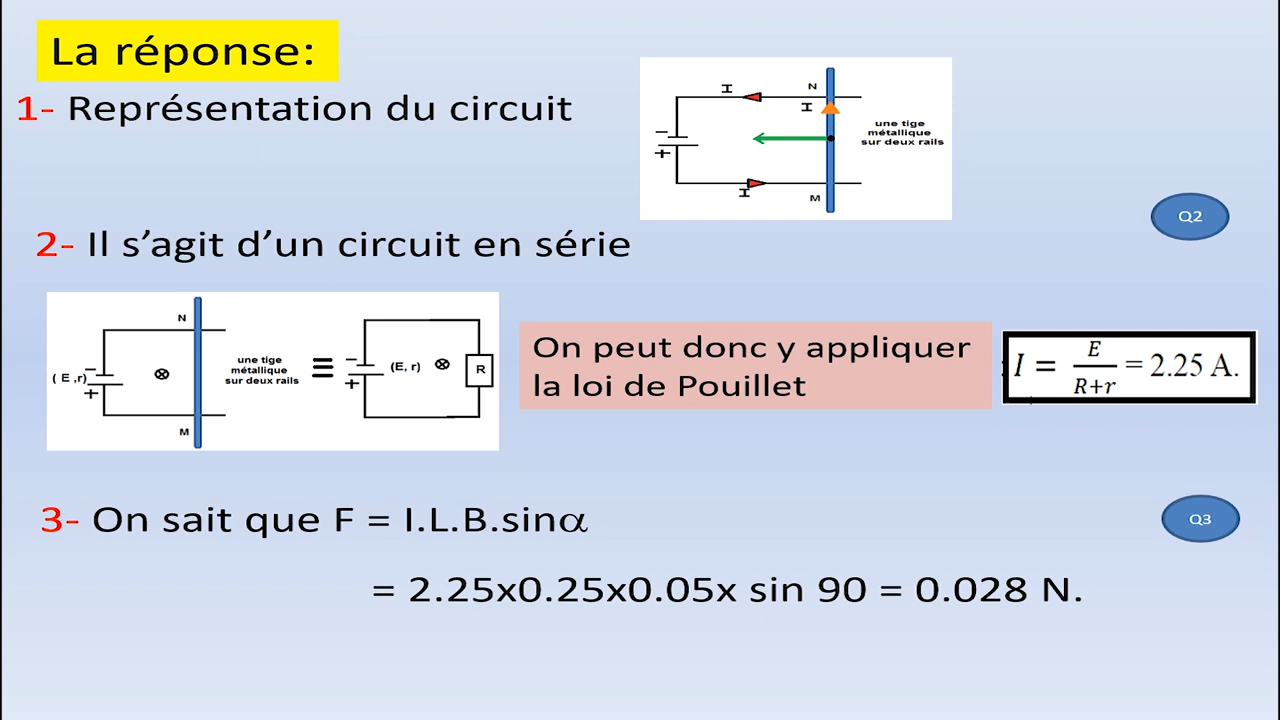 La réponse:
1- Représentation du circuit
I
N
I
une tige
métallique
sur deux rails
−
+
I
M
Q2
2- Il s’agit d’un circuit en série
N
( E ,r)
−
+
une tige
métallique
sur deux rails
M
≡
−
+
(E, r)
R
On peut donc y appliquer
la loi de Pouillet
I = E / R+r = 2.25 A.
3- On sait que F = I.L.B.sinα
Q3
= 2.25x0.25x0.05x sin 90 = 0.028 N.